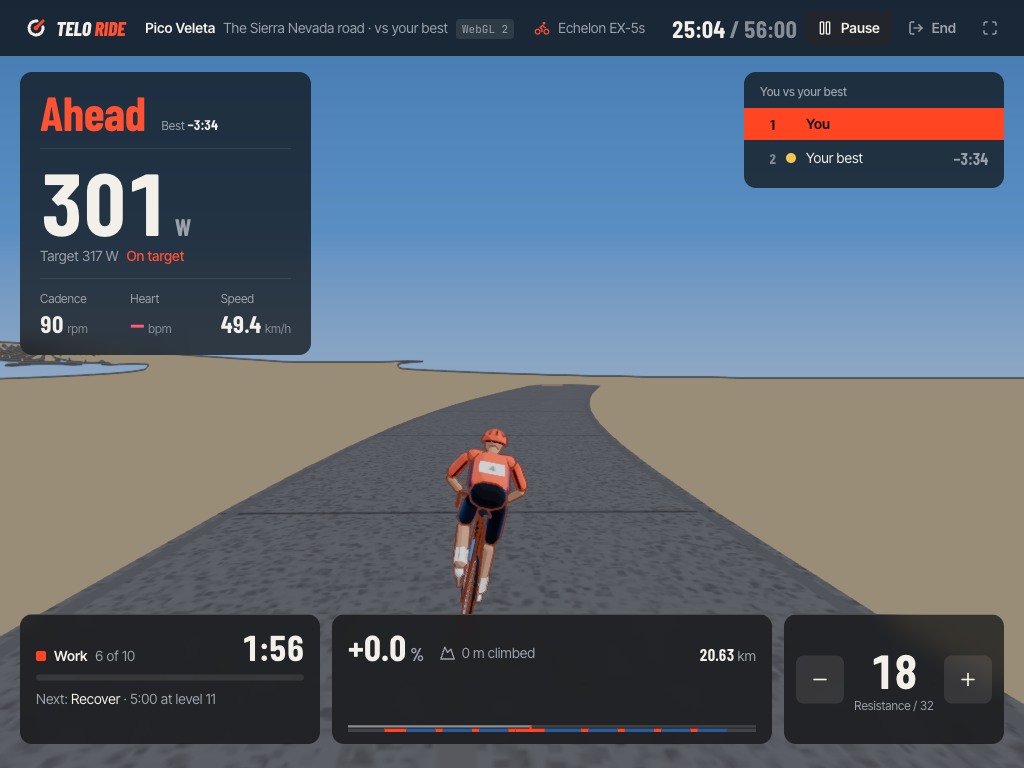 TELO RIDE Pico Veleta The Sierra Nevada road · vs your best WebGL 2 Echelon EX-5s 25:04 / 56:00 Pause End
Ahead Best −3:34
301 W
Target 317 W On target
Cadence Heart Speed
90 rpm — bpm 49.4 km/h
You vs your best
1 You
2 Your best −3:34
Work 6 of 10 1:56
Next: Recover · 5:00 at level 11
+0.0 % 0 m climbed 20.63 km
− 18 +
Resistance / 32